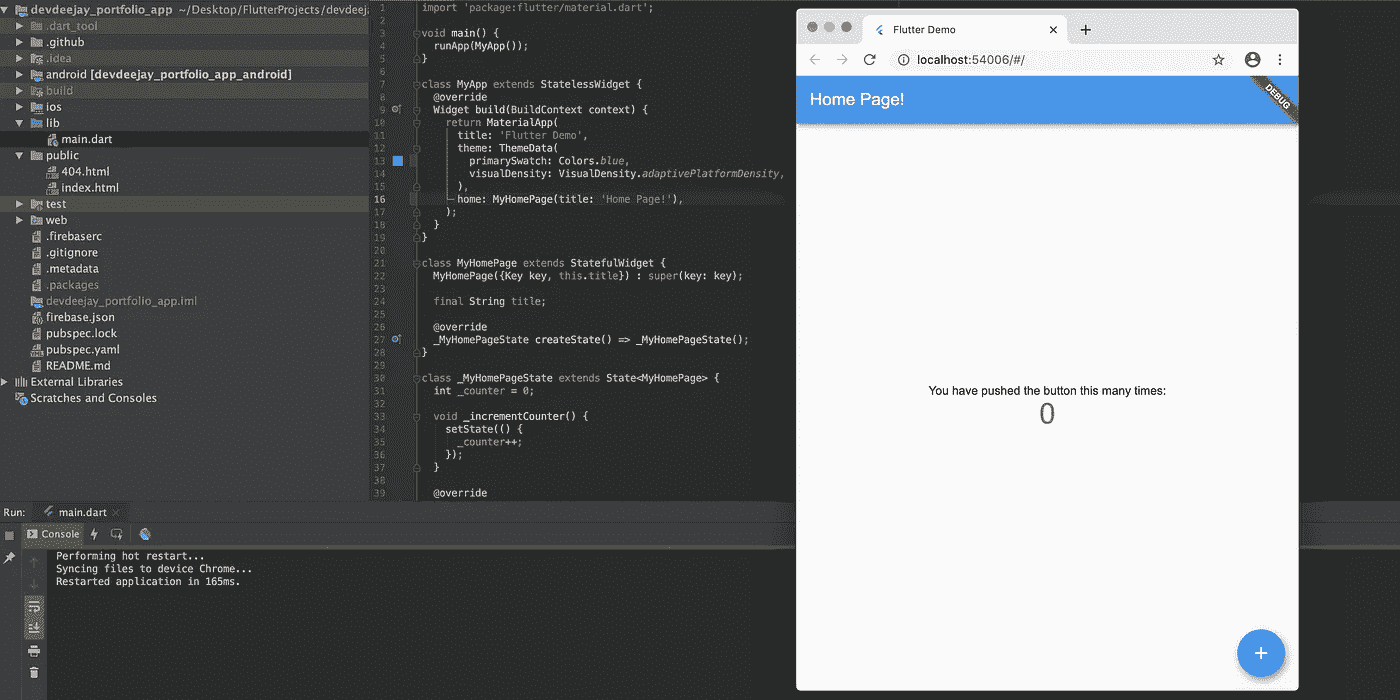 devdeejay_portfolio_app ~/Desktop/FlutterProjects/devdeej
.dart_tool
.github
.idea
android [devdeejay_portfolio_app_android]
build
ios
lib
main.dart
public
404.html
index.html
test
web
.firebaserc
.gitignore
.metadata
.packages
devdeejay_portfolio_app.iml
firebase.json
pubspec.lock
pubspec.yaml
README.md
External Libraries
Scratches and Consoles
1 import 'package:flutter/material.dart';
2
3 void main() {
4 runApp(MyApp());
5 }
6
7 class MyApp extends StatelessWidget {
8 @override
9 Widget build(BuildContext context) {
10 return MaterialApp(
11 title: 'Flutter Demo',
12 theme: ThemeData(
13 primarySwatch: Colors.blue,
14 visualDensity: VisualDensity.adaptivePlatformDensity,
15 ),
16 home: MyHomePage(title: 'Home Page!'),
17 );
18 }
19 }
20
21 class MyHomePage extends StatefulWidget {
22 MyHomePage({Key key, this.title}) : super(key: key);
23
24 final String title;
25
26 @override
27 _MyHomePageState createState() => _MyHomePageState();
28 }
29
30 class _MyHomePageState extends State<MyHomePage> {
31 int _counter = 0;
32
33 void _incrementCounter() {
34 setState(() {
35 _counter++;
36 });
37 }
38
39 @override
Flutter Demo
localhost:54006/#/
Home Page!
DEBUG
You have pushed the button this many times:
0
+
Run: main.dart
Console
Performing hot restart...
Syncing files to device Chrome...
Restarted application in 165ms.